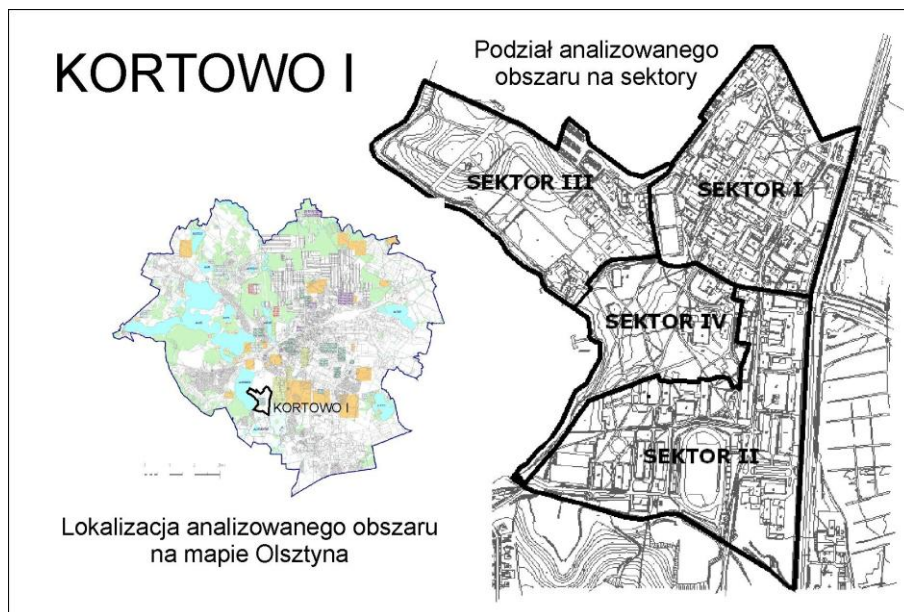 KORTOWO I
Podział analizowanego
obszaru na sektory
SEKTOR III
SEKTOR I
SEKTOR IV
SEKTOR II
KORTOWO I
Lokalizacja analizowanego obszaru
na mapie Olsztyna